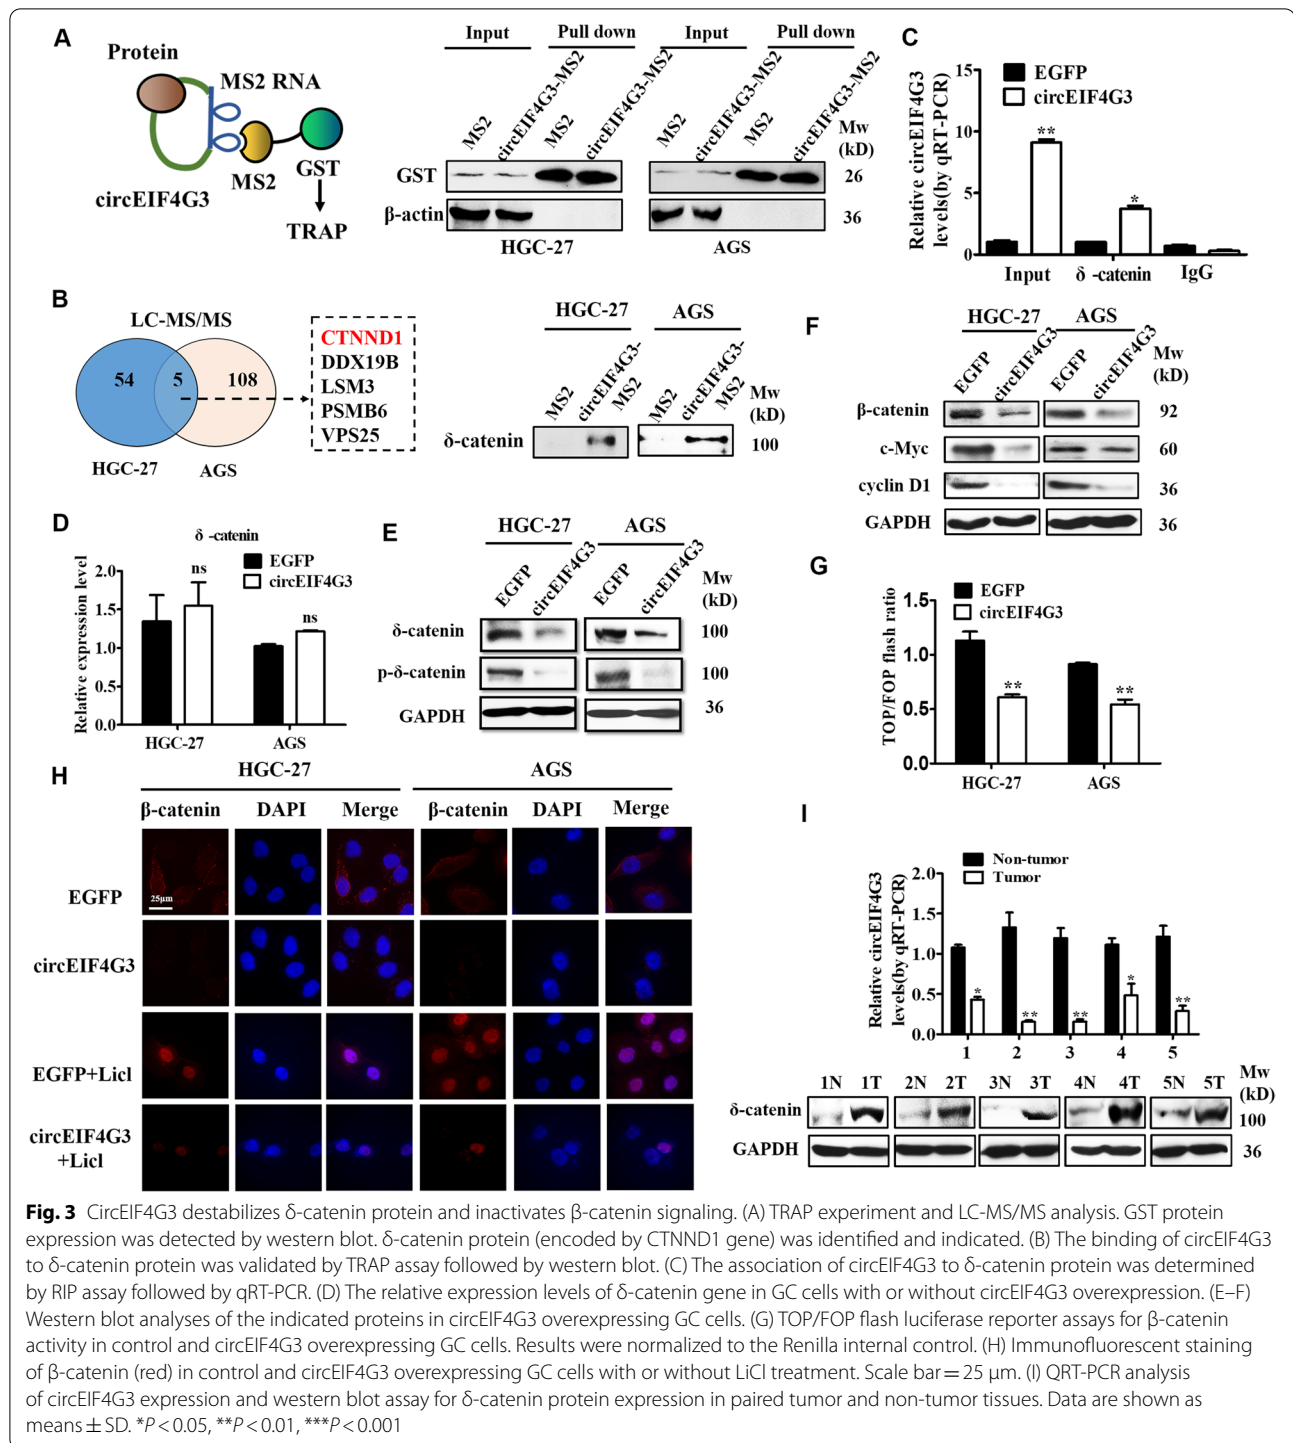 A
Protein
MS2 RNA
circEIF4G3
MS2
GST
TRAP
Input
Pull down
Input
Pull down
MS2
circEIF4G3-MS2
MS2
circEIF4G3-MS2
MS2
circEIF4G3-MS2
MS2
circEIF4G3-MS2
Mw
(kD)
GST
26
β-actin
36
HGC-27
AGS
C
Relative circEIF4G3
levels(by qRT-PCR)
EGFP
circEIF4G3
15
10
5
0
**
*
Input
δ -catenin
IgG
B
LC-MS/MS
54
5
108
HGC-27
AGS
CTNND1
DDX19B
LSM3
PSMB6
VPS25
HGC-27
AGS
MS2
circEIF4G3-
MS2
MS2
circEIF4G3-
MS2
Mw
(kD)
δ-catenin
100
F
HGC-27
AGS
EGFP
circEIF4G3
EGFP
circEIF4G3
Mw
(kD)
β-catenin
92
c-Myc
60
cyclin D1
36
GAPDH
36
D
δ -catenin
EGFP
circEIF4G3
Relative expression level
2.0
1.5
1.0
0.5
0.0
ns
ns
HGC-27
AGS
E
HGC-27
AGS
EGFP
circEIF4G3
EGFP
circEIF4G3
Mw
(kD)
δ-catenin
100
p-δ-catenin
100
GAPDH
36
G
EGFP
circEIF4G3
TOP/FOP flash ratio
1.5
1.0
0.5
0.0
**
**
HGC-27
AGS
H
HGC-27
AGS
β-catenin
DAPI
Merge
β-catenin
DAPI
Merge
EGFP
25μm
circEIF4G3
EGFP+Licl
circEIF4G3
+Licl
I
Non-tumor
Tumor
Relative circEIF4G3
levels(by qRT-PCR)
2.0
1.5
1.0
0.5
0.0
*
**
**
*
**
1
2
3
4
5
1N 1T 2N 2T 3N 3T 4N 4T 5N 5T
Mw
(kD)
δ-catenin
100
GAPDH
36
Fig. 3 CircEIF4G3 destabilizes δ-catenin protein and inactivates β-catenin signaling. (A) TRAP experiment and LC-MS/MS analysis. GST protein
expression was detected by western blot. δ-catenin protein (encoded by CTNND1 gene) was identified and indicated. (B) The binding of circEIF4G3
to δ-catenin protein was validated by TRAP assay followed by western blot. (C) The association of circEIF4G3 to δ-catenin protein was determined
by RIP assay followed by qRT-PCR. (D) The relative expression levels of δ-catenin gene in GC cells with or without circEIF4G3 overexpression. (E–F)
Western blot analyses of the indicated proteins in circEIF4G3 overexpressing GC cells. (G) TOP/FOP flash luciferase reporter assays for β-catenin
activity in control and circEIF4G3 overexpressing GC cells. Results were normalized to the Renilla internal control. (H) Immunofluorescent staining
of β-catenin (red) in control and circEIF4G3 overexpressing GC cells with or without LiCl treatment. Scale bar = 25 μm. (I) QRT-PCR analysis
of circEIF4G3 expression and western blot assay for δ-catenin protein expression in paired tumor and non-tumor tissues. Data are shown as
means ± SD. *P < 0.05, **P < 0.01, ***P < 0.001